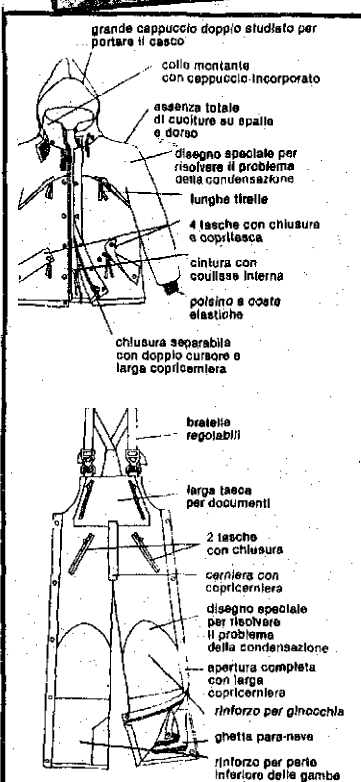 grande cappuccio doppio studiato per
portare il casco
collo montante
con cappuccio incorporato
assenza totale
di cuciture su spalle
e dorso
disegno speciale per
risolvere il problema
della condensazione
lunghe tirelle
4 tasche con chiusura
e copritasca
cintura con
coulisse interna
polsino a coste
elastiche
chiusura separabile
con doppio cursore e
larga copricerniera
bratelle
regolabili
larga tasca
per documenti
2 tasche
con chiusura
cerniera con
copricerniera
disegno speciale
per risolvere
il problema
della condensazione
apertura completa
con larga
copricerniera
rinforzo per ginocchia
ghetta para-neve
rinforzo per parte
inferiore delle gambe